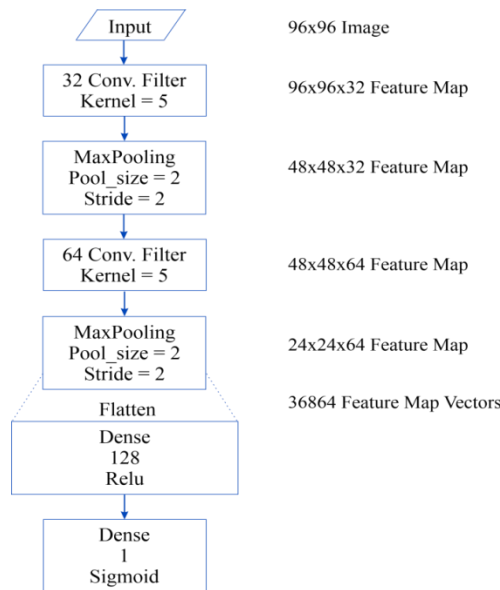 Input
96x96 Image
32 Conv. Filter
Kernel = 5
96x96x32 Feature Map
MaxPooling
Pool_size = 2
Stride = 2
48x48x32 Feature Map
64 Conv. Filter
Kernel = 5
48x48x64 Feature Map
MaxPooling
Pool_size = 2
Stride = 2
24x24x64 Feature Map
Flatten
36864 Feature Map Vectors
Dense
128
Relu
Dense
1
Sigmoid